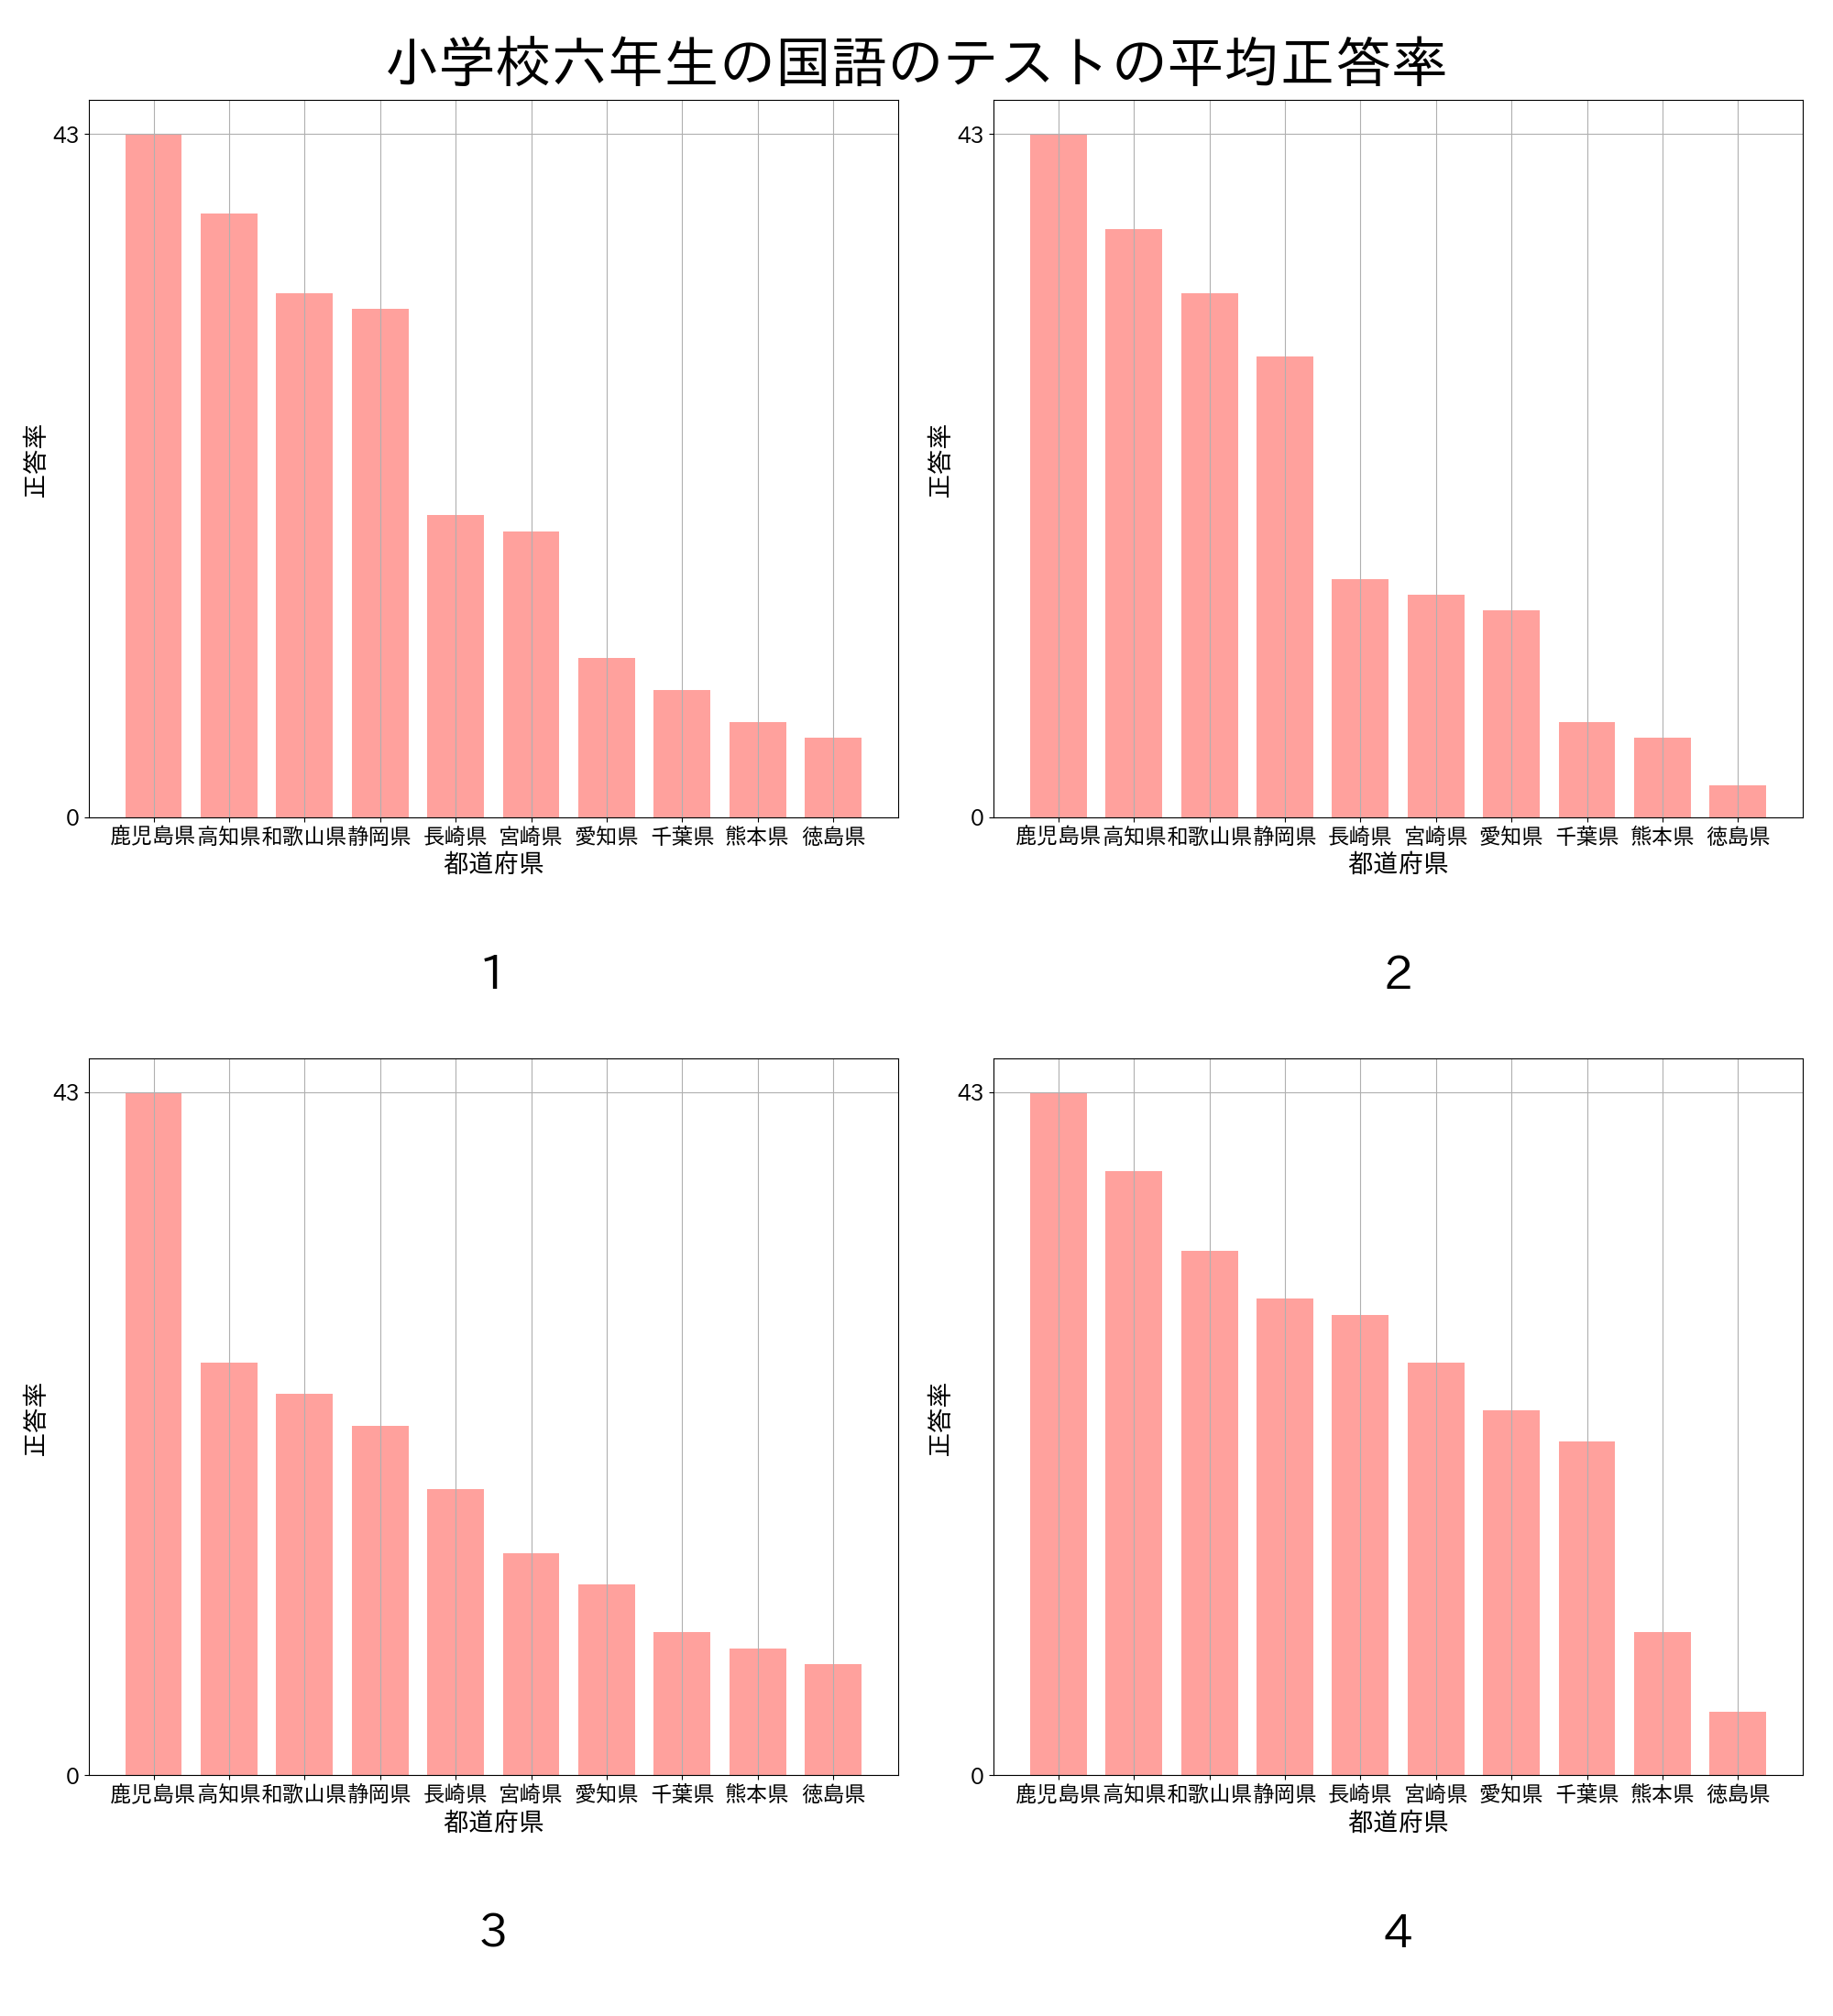 小学校六年生の国語のテストの平均正答率
43
0
正答率
鹿児島県 高知県 和歌山県 静岡県 長崎県 宮崎県 愛知県 千葉県 熊本県 徳島県
都道府県
1
43
0
正答率
鹿児島県 高知県 和歌山県 静岡県 長崎県 宮崎県 愛知県 千葉県 熊本県 徳島県
都道府県
2
43
0
正答率
鹿児島県 高知県 和歌山県 静岡県 長崎県 宮崎県 愛知県 千葉県 熊本県 徳島県
都道府県
3
43
0
正答率
鹿児島県 高知県 和歌山県 静岡県 長崎県 宮崎県 愛知県 千葉県 熊本県 徳島県
都道府県
4